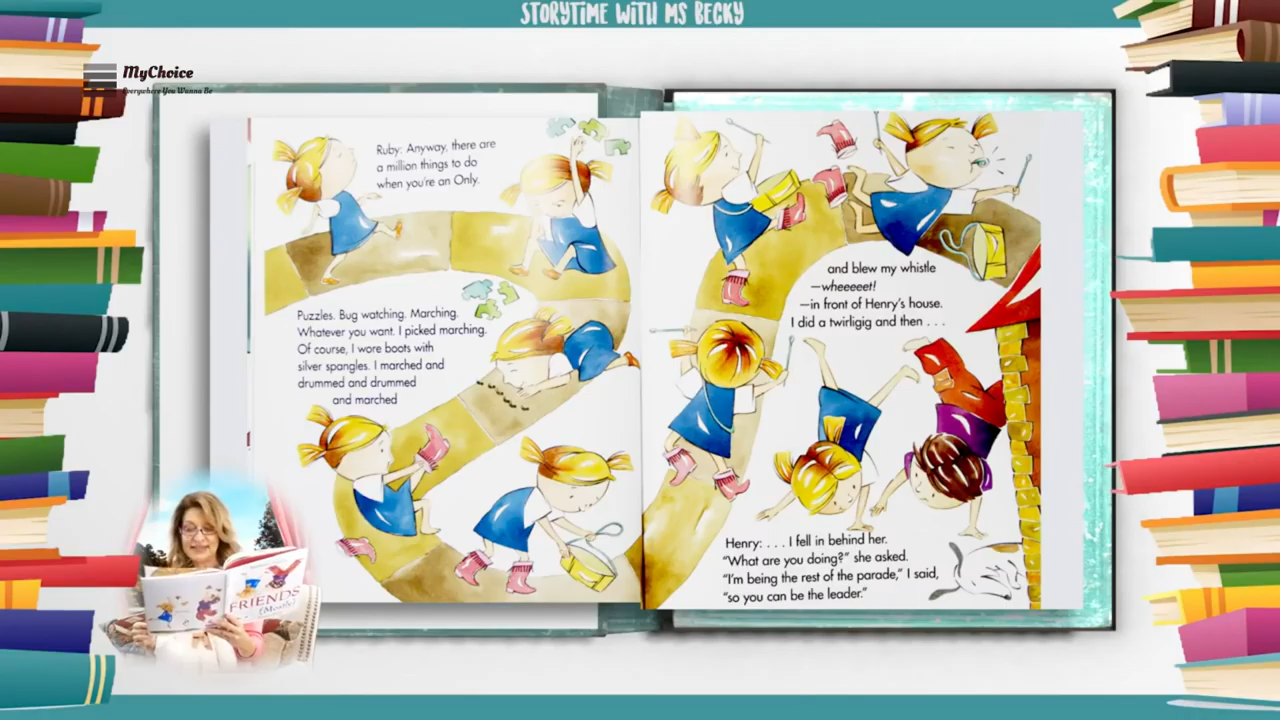 STORYTIME WITH MS BECKY
MyChoice
Everywhere You Wanna Be
Ruby: Anyway, there are
a million things to do
when you're an Only.
Puzzles. Bug watching. Marching.
Whatever you want. I picked marching.
Of course, I wore boots with
silver spangles. I marched and
drummed and drummed
and marched
and blew my whistle
—wheeeeet!
—in front of Henry's house.
I did a twirligig and then . . .
Henry: . . . I fell in behind her.
"What are you doing?" she asked.
"I'm being the rest of the parade," I said,
"so you can be the leader."
FRIENDS
(Mostly)